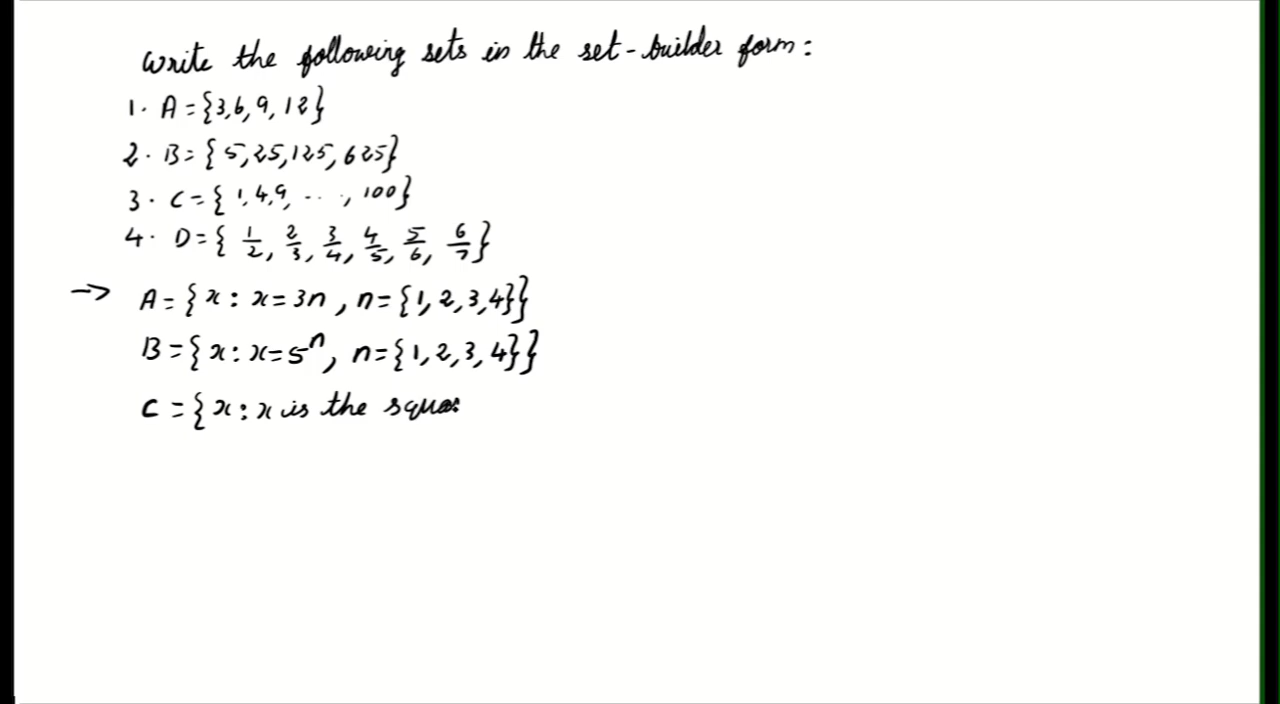 Write the following sets in the set-builder form:
1. A = {3, 6, 9, 12}
2. B = {5, 25, 125, 625}
3. C = {1, 4, 9, ..., 100}
4. D = {1/2, 2/3, 3/4, 4/5, 5/6, 6/7}
→ A = {x : x = 3n, n = {1, 2, 3, 4}}
B = {x : x = 5ⁿ, n = {1, 2, 3, 4}}
C = {x : x is the